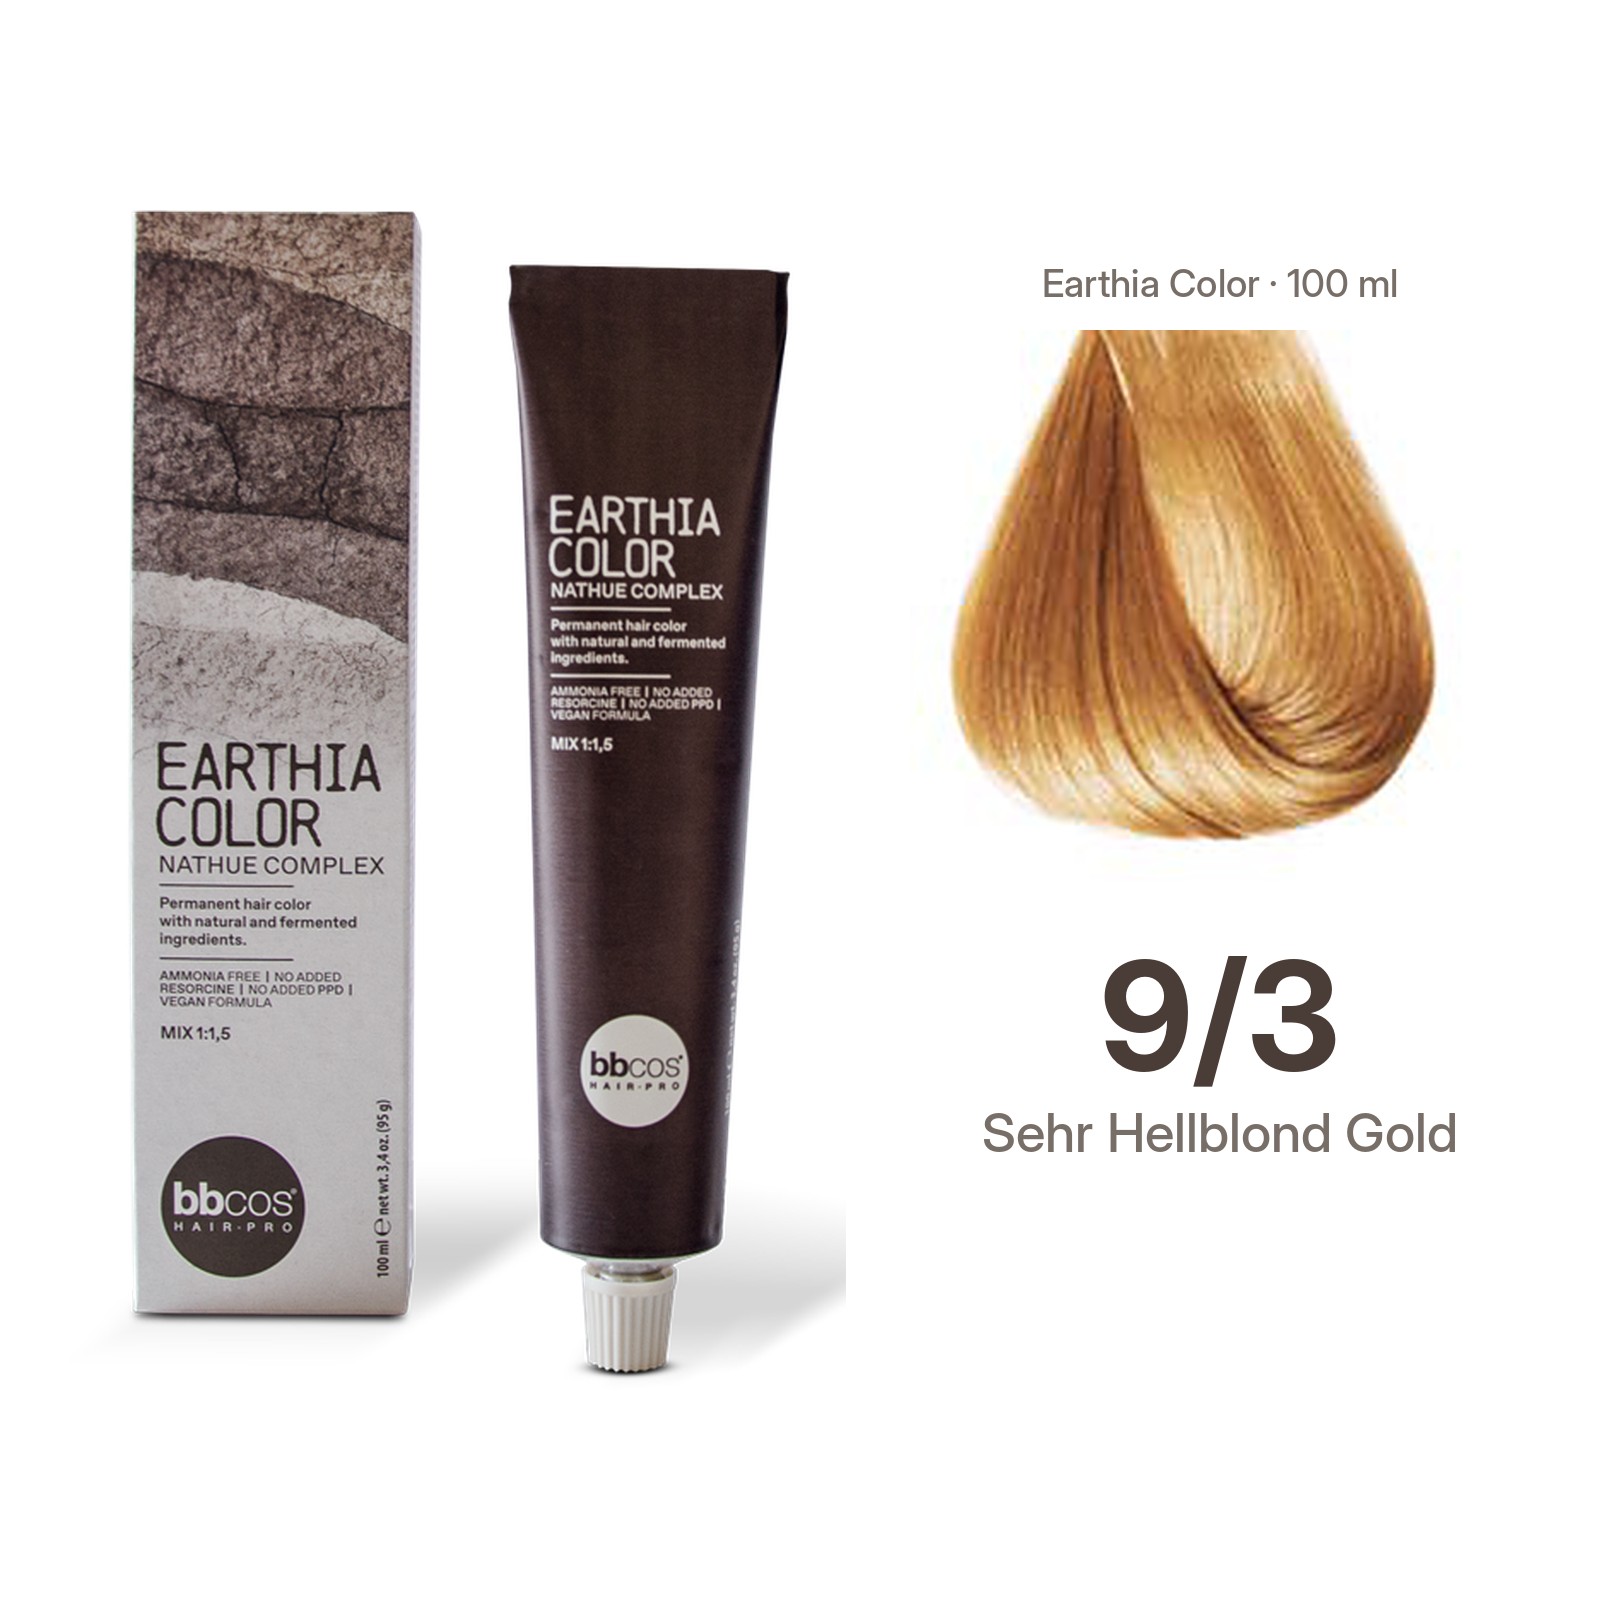 EARTHIA
COLOR
NATHUE COMPLEX
Permanent hair color
with natural and fermented
ingredients.
AMMONIA FREE | NO ADDED
RESORCINE | NO ADDED PPD |
VEGAN FORMULA
MIX 1:1,5
bbcos®
HAIR·PRO
100 ml ℮ net wt. 3,4 oz. (95 g)
EARTHIA
COLOR
NATHUE COMPLEX
Permanent hair color
with natural and fermented
ingredients.
AMMONIA FREE | NO ADDED
RESORCINE | NO ADDED PPD |
VEGAN FORMULA
MIX 1:1,5
bbcos®
HAIR·PRO
Earthia Color · 100 ml
9/3
Sehr Hellblond Gold